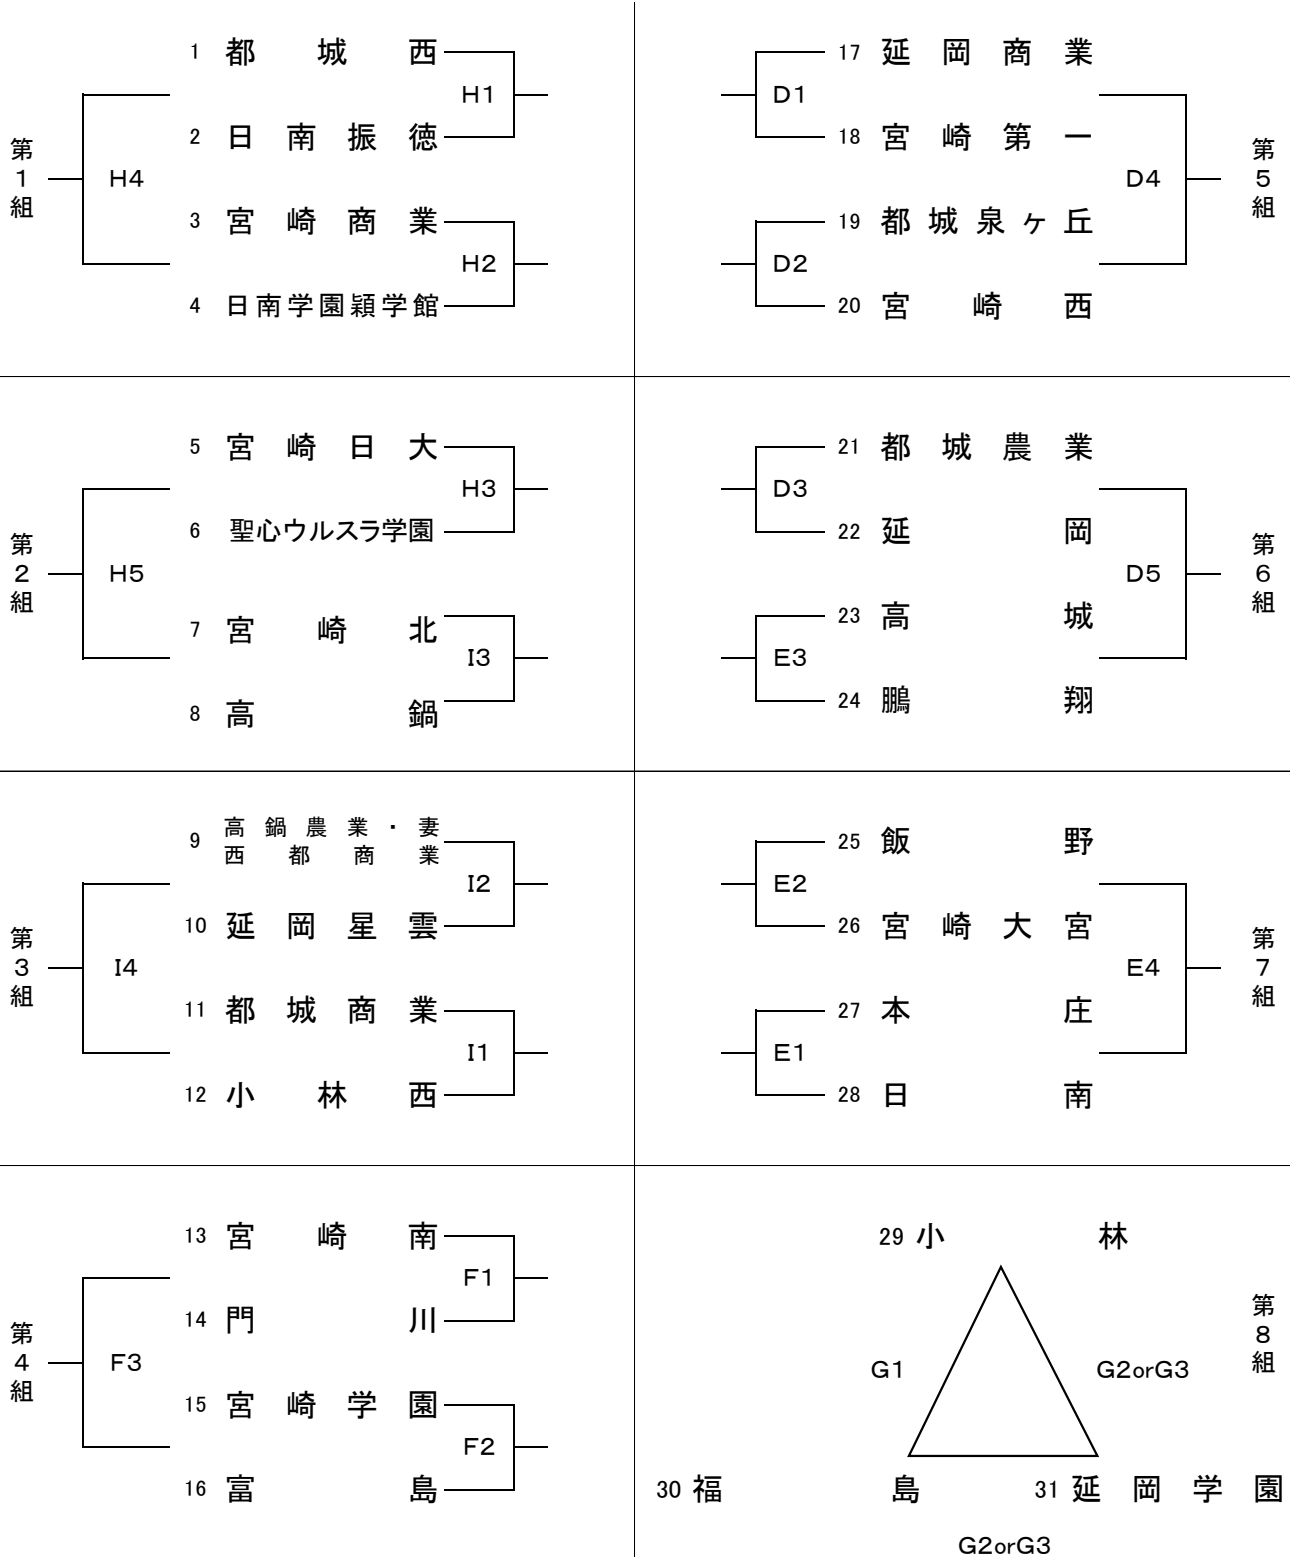 第1組
1 都城西
H1
2 日南振徳
H4
3 宮崎商業
H2
4 日南学園穎学館
第5組
17 延岡商業
D1
18 宮崎第一
D4
19 都城泉ヶ丘
D2
20 宮崎西
第2組
5 宮崎日大
H3
6 聖心ウルスラ学園
H5
7 宮崎北
I3
8 高鍋
第6組
21 都城農業
D3
22 延岡
D5
23 高城
E3
24 鵬翔
第3組
9 高鍋農業・妻
西都商業
I2
10 延岡星雲
I4
11 都城商業
I1
12 小林西
第7組
25 飯野
E2
26 宮崎大宮
E4
27 本庄
E1
28 日南
第4組
13 宮崎南
F1
14 門川
F3
15 宮崎学園
F2
16 富島
第8組
29 小林
G1
G2orG3
30 福島
31 延岡学園
G2orG3